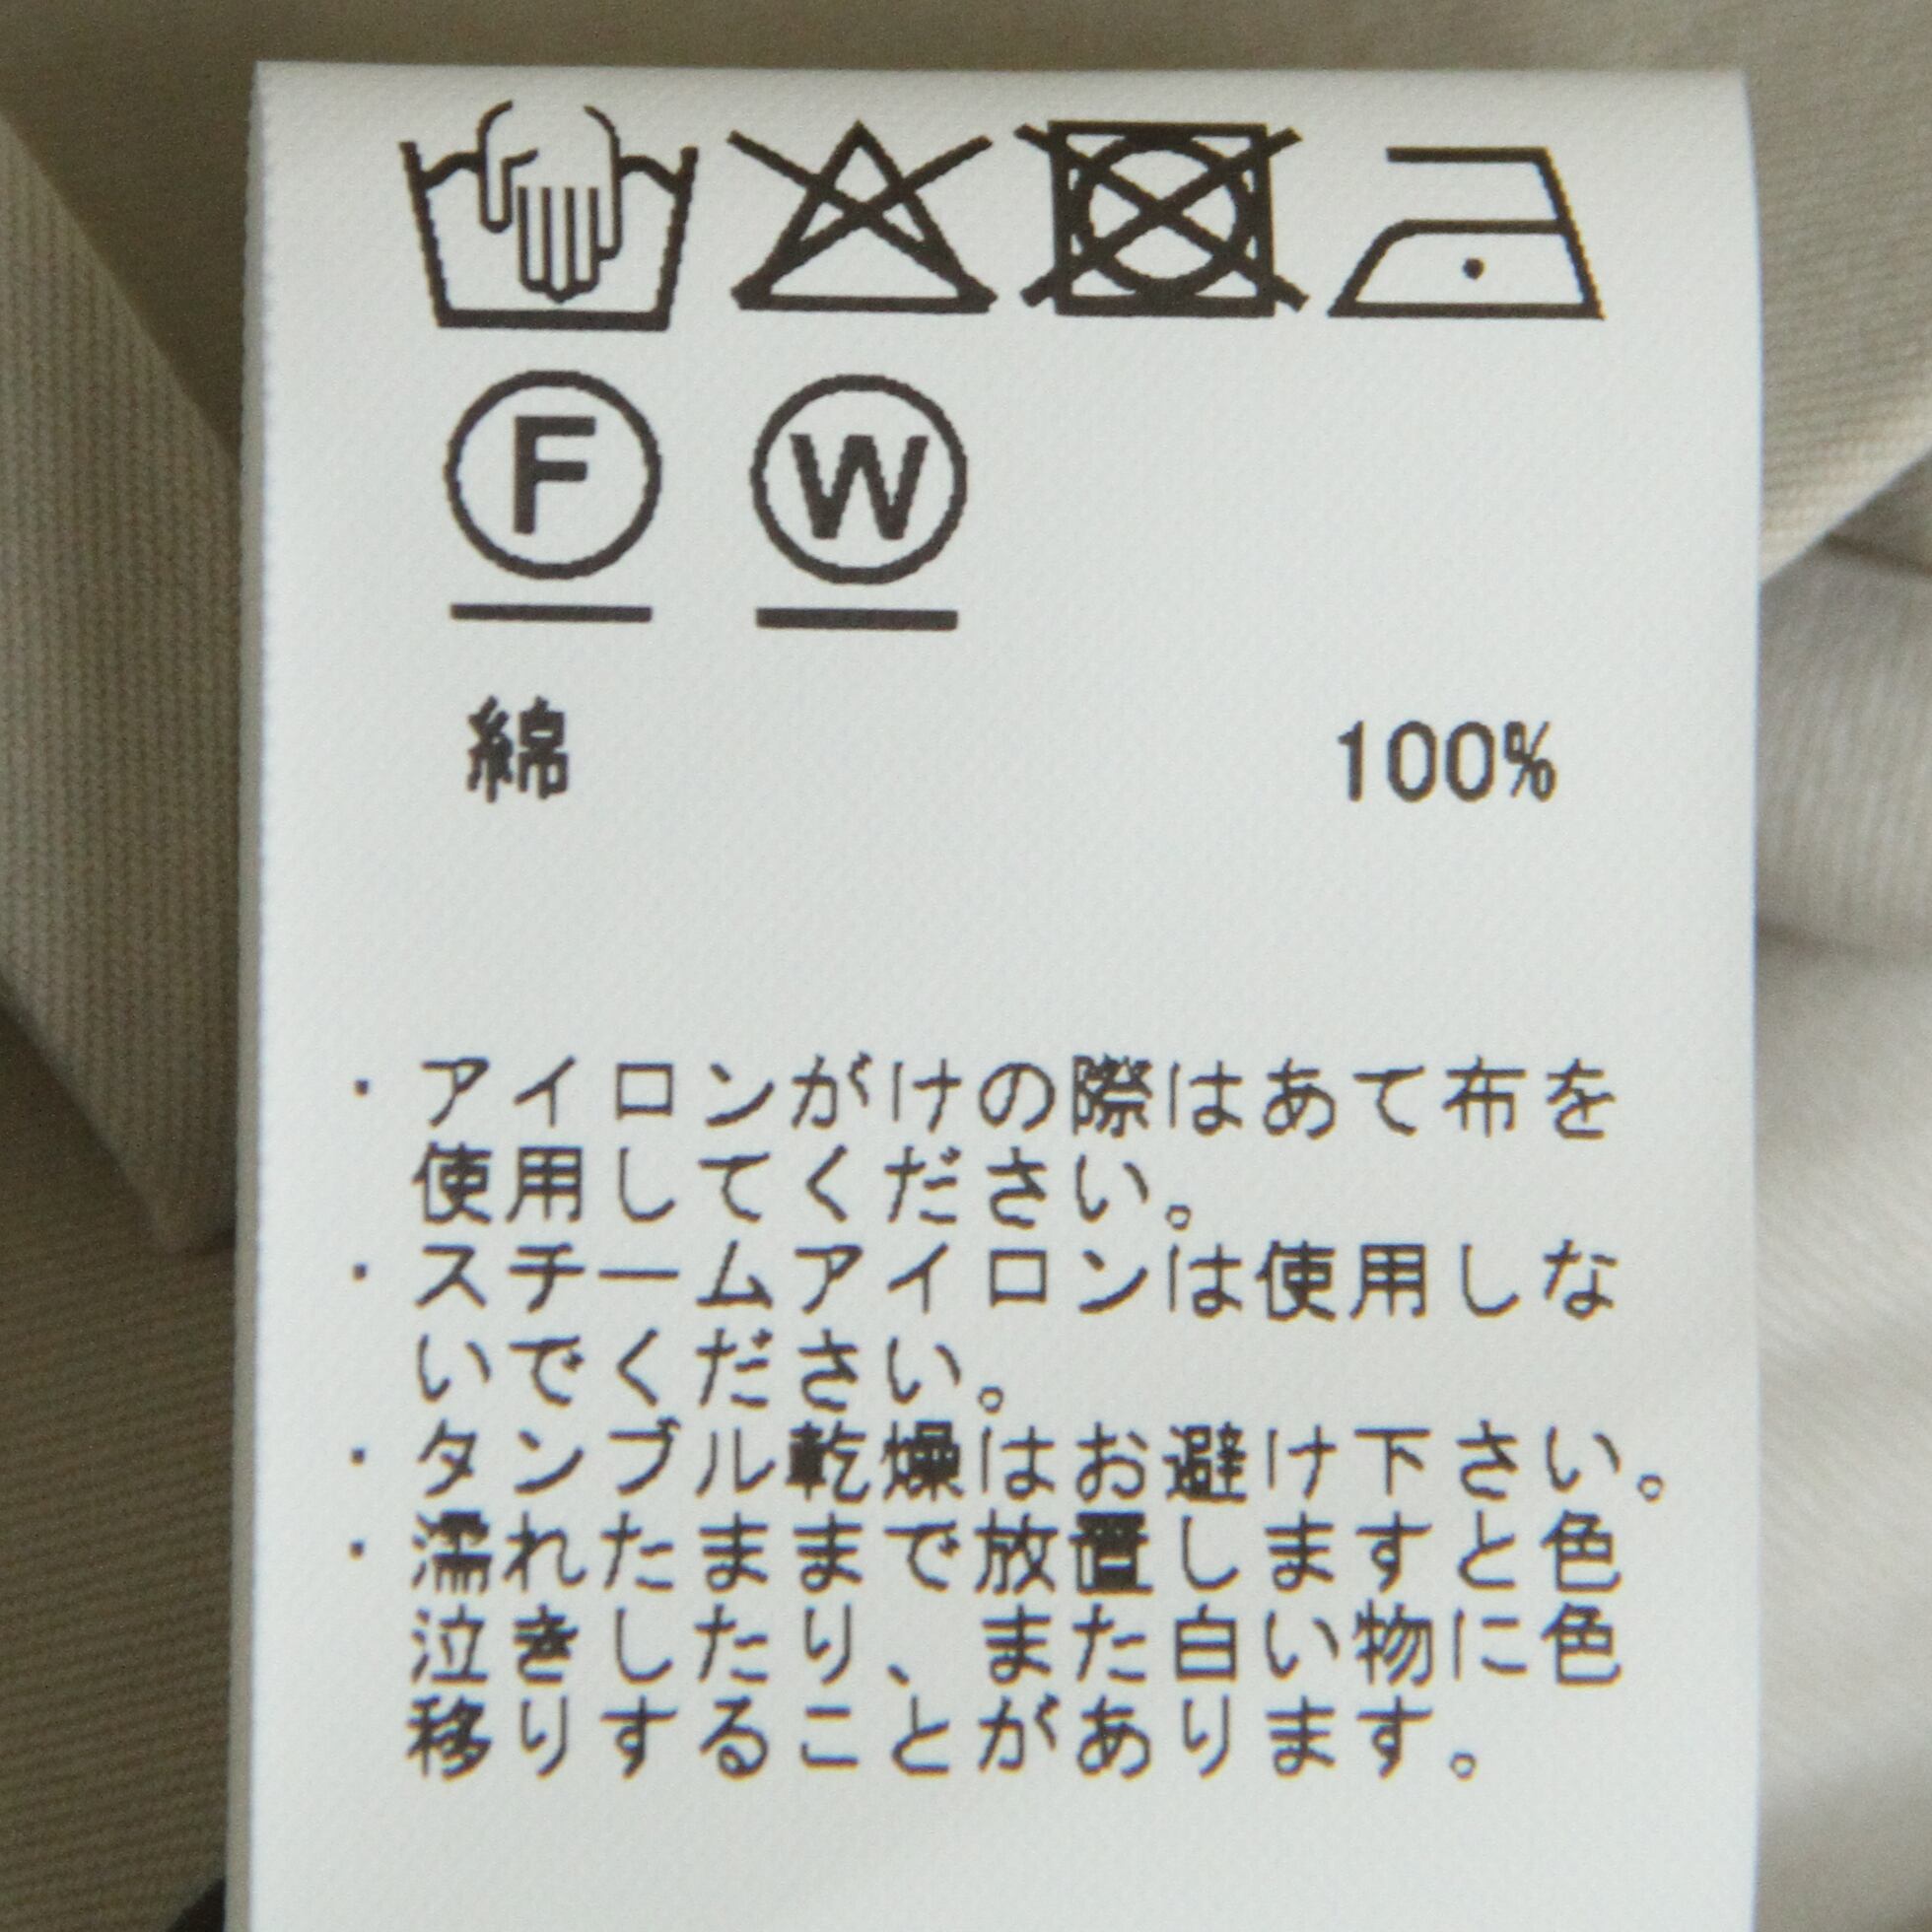 F W
綿 100%
・アイロンがけの際はあて布を
使用してください。
・スチームアイロンは使用しな
いでください。
・タンブル乾燥はお避け下さい。
・濡れたままで放置しますと色
泣きしたり、また白い物に色
移りすることがあります。